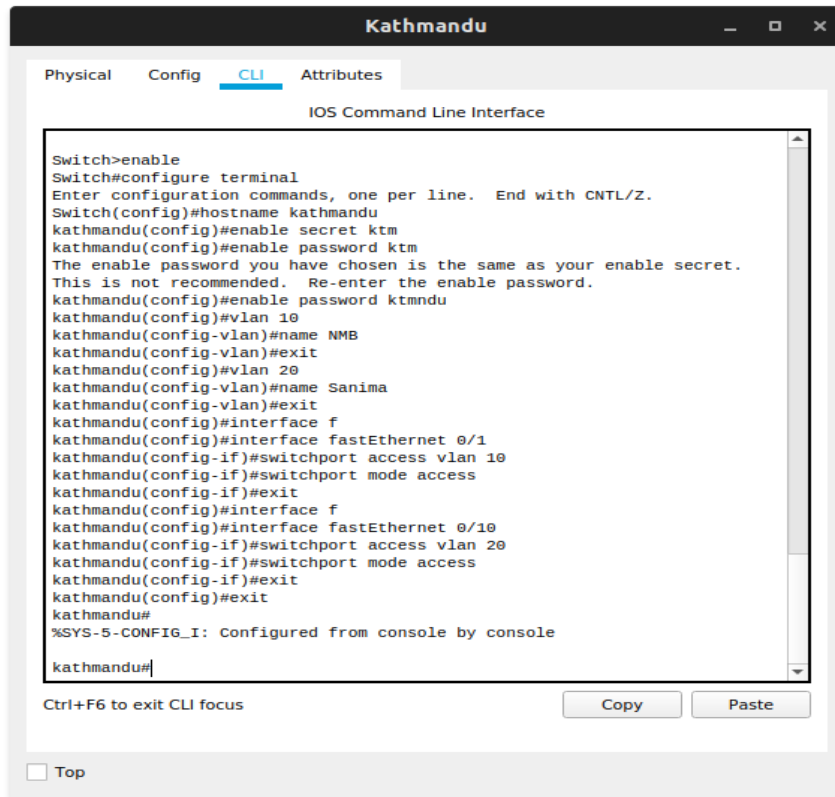 Kathmandu
Physical Config CLI Attributes
IOS Command Line Interface
Switch>enable
Switch#configure terminal
Enter configuration commands, one per line.  End with CNTL/Z.
Switch(config)#hostname kathmandu
kathmandu(config)#enable secret ktm
kathmandu(config)#enable password ktm
The enable password you have chosen is the same as your enable secret.
This is not recommended.  Re-enter the enable password.
kathmandu(config)#enable password ktmndu
kathmandu(config)#vlan 10
kathmandu(config-vlan)#name NMB
kathmandu(config-vlan)#exit
kathmandu(config)#vlan 20
kathmandu(config-vlan)#name Sanima
kathmandu(config-vlan)#exit
kathmandu(config)#interface f
kathmandu(config)#interface fastEthernet 0/1
kathmandu(config-if)#switchport access vlan 10
kathmandu(config-if)#switchport mode access
kathmandu(config-if)#exit
kathmandu(config)#interface f
kathmandu(config)#interface fastEthernet 0/10
kathmandu(config-if)#switchport access vlan 20
kathmandu(config-if)#switchport mode access
kathmandu(config-if)#exit
kathmandu(config)#exit
kathmandu#
%SYS-5-CONFIG_I: Configured from console by console
kathmandu#
Ctrl+F6 to exit CLI focus Copy Paste
Top